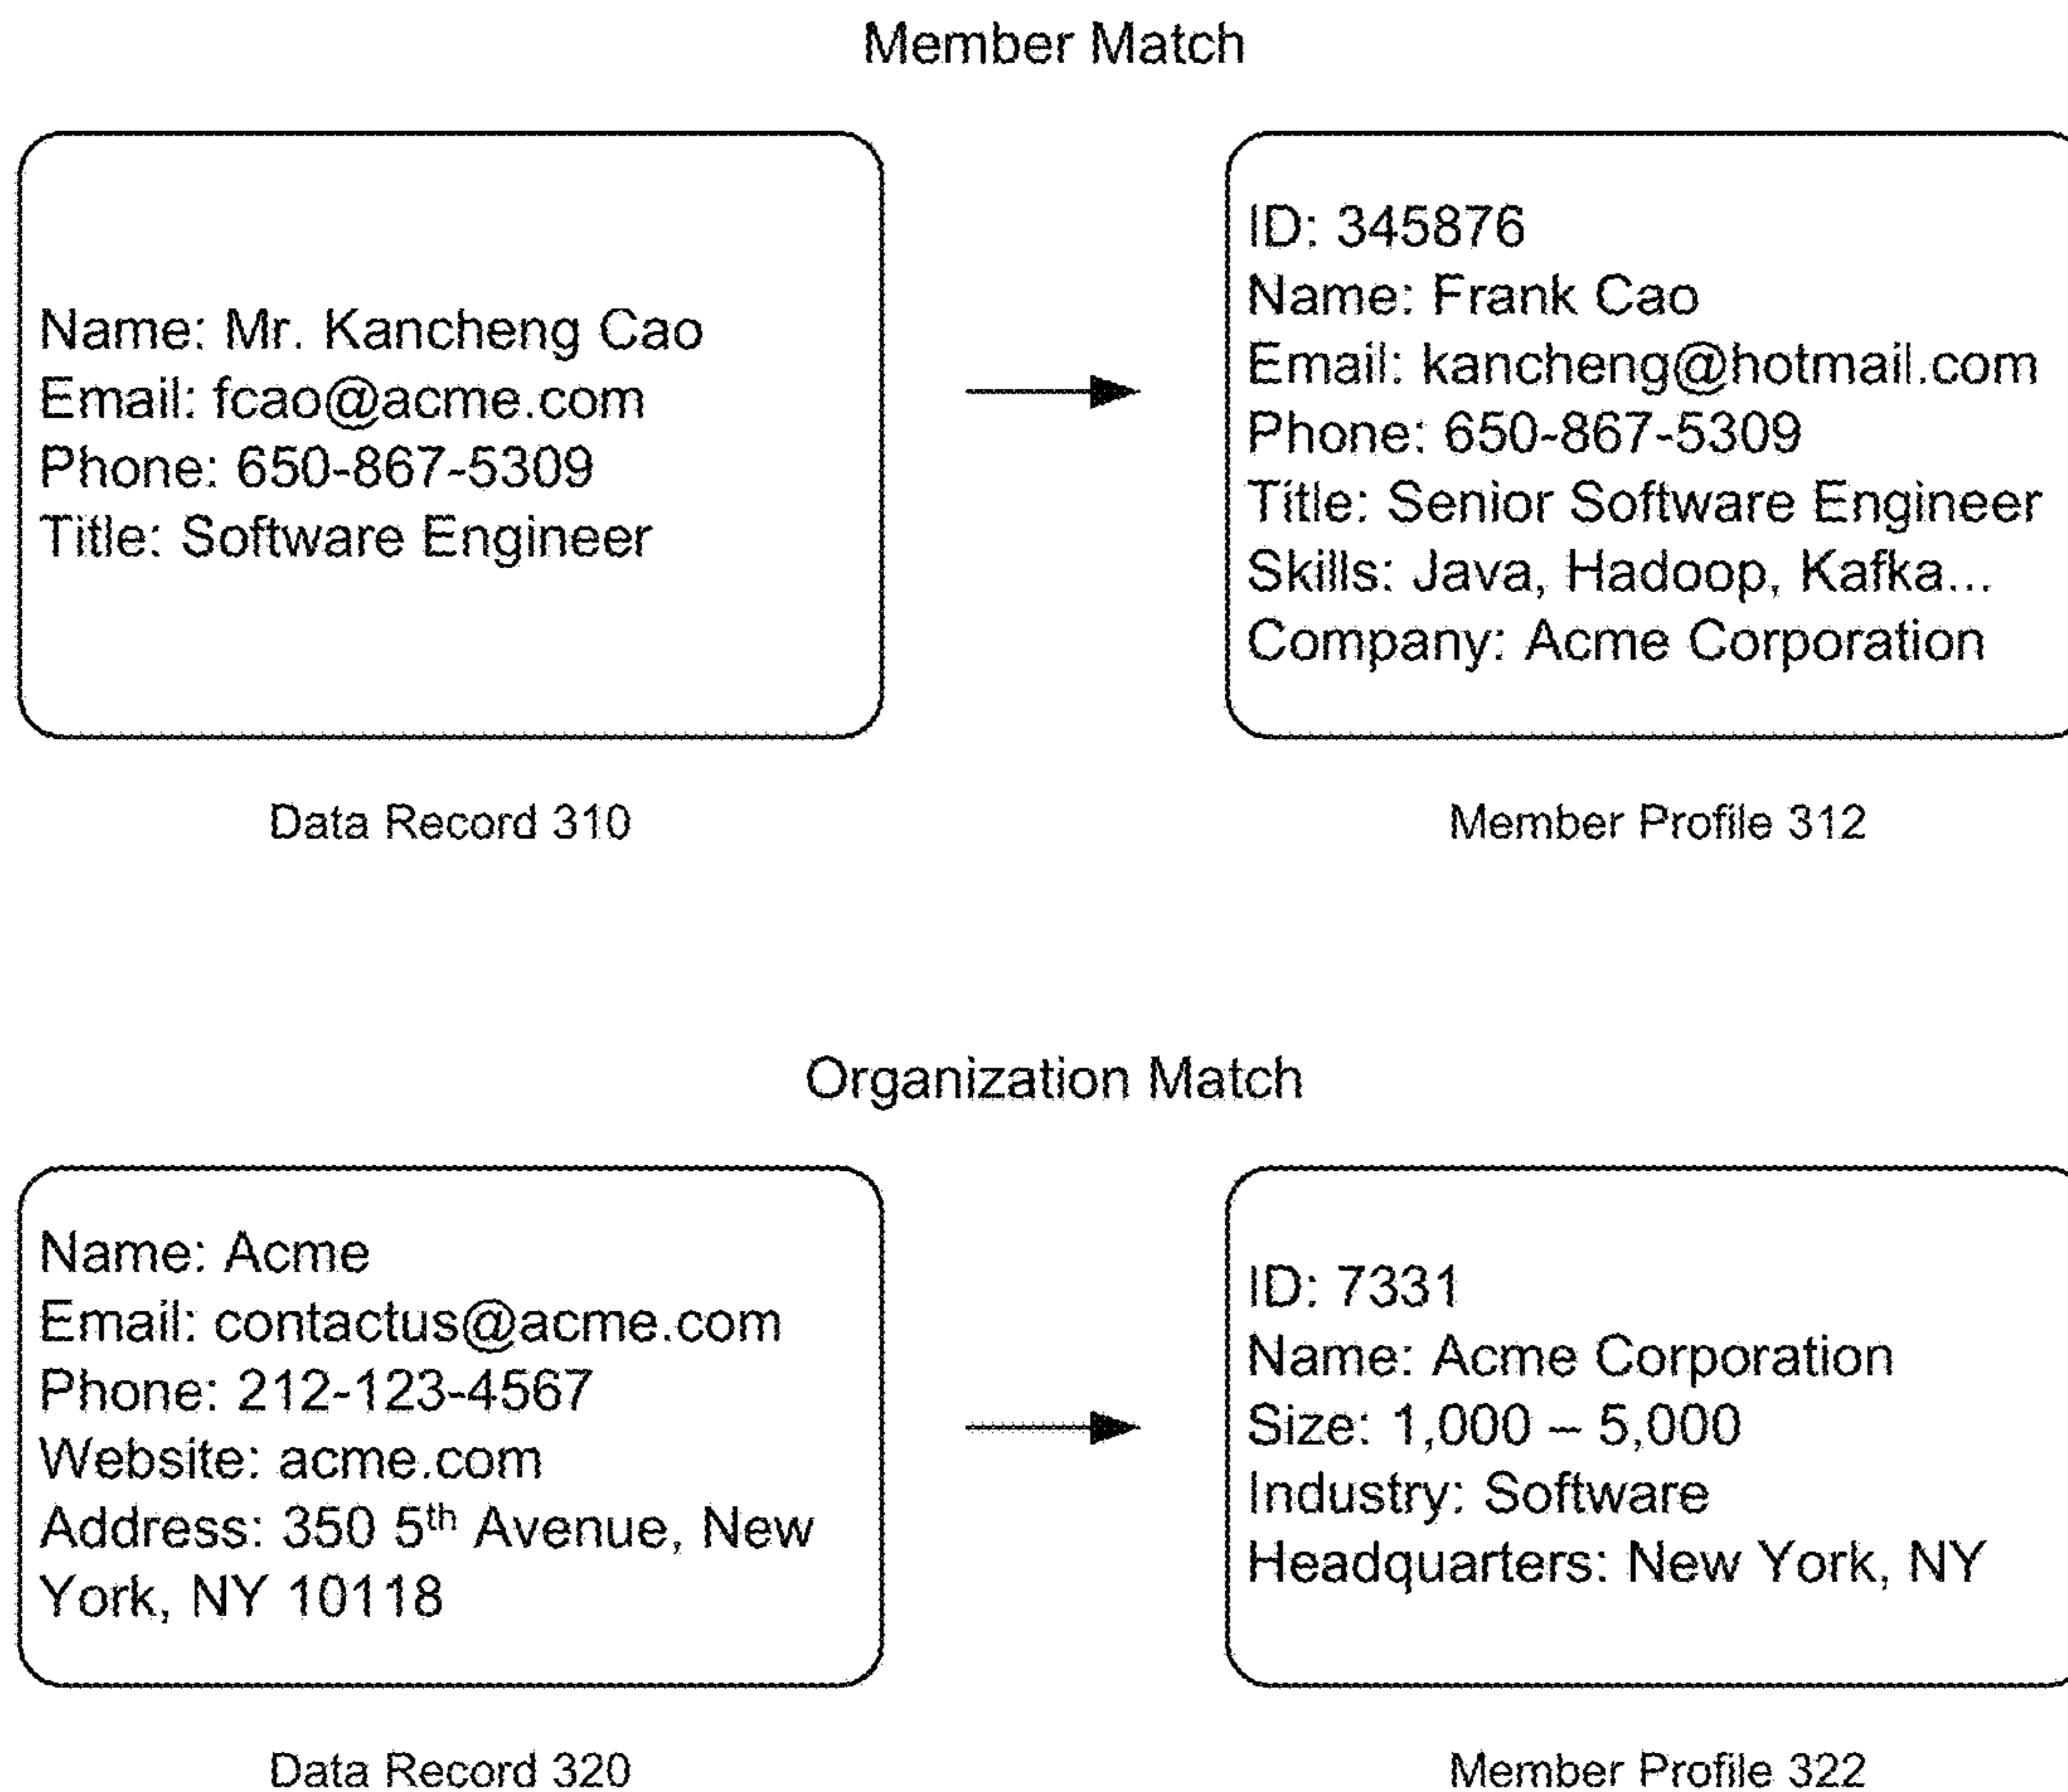 Member Match
Name: Mr. Kancheng Cao
Email: fcao@acme.com
Phone: 650-867-5309
Title: Software Engineer
Data Record 310
ID: 345876
Name: Frank Cao
Email: kancheng@hotmail.com
Phone: 650-867-5309
Title: Senior Software Engineer
Skills: Java, Hadoop, Kafka...
Company: Acme Corporation
Member Profile 312
Organization Match
Name: Acme
Email: contactus@acme.com
Phone: 212-123-4567
Website: acme.com
Address: 350 5th Avenue, New
York, NY 10118
Data Record 320
ID: 7331
Name: Acme Corporation
Size: 1,000 – 5,000
Industry: Software
Headquarters: New York, NY
Member Profile 322